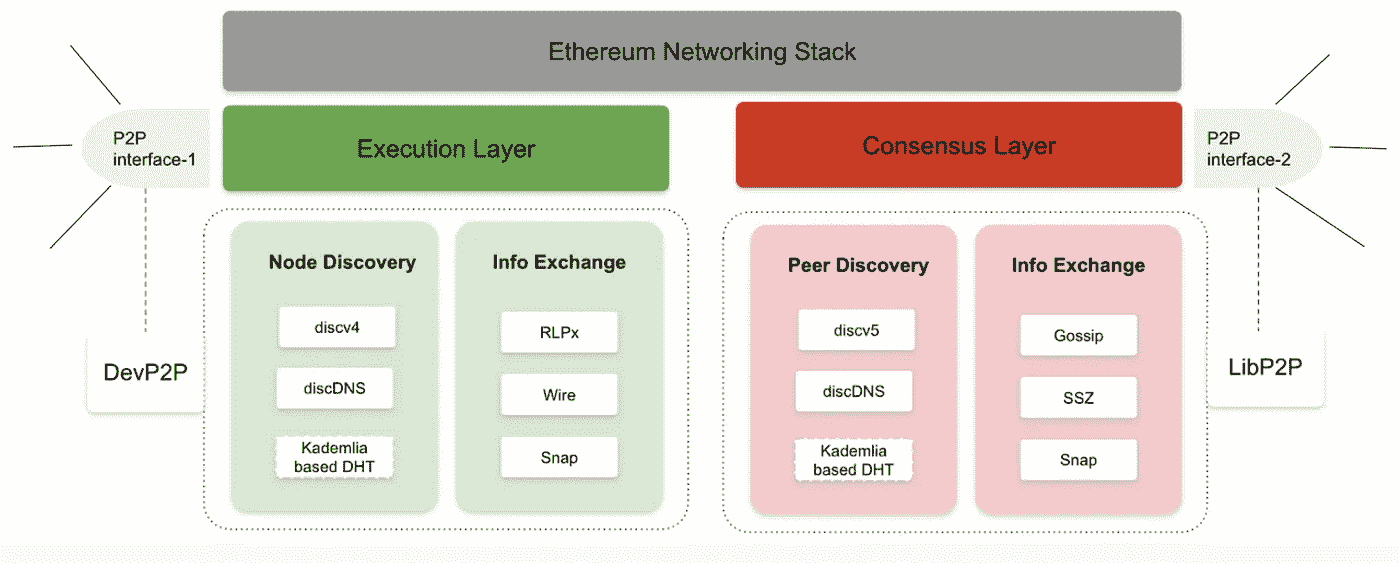 Ethereum Networking Stack
P2P
interface-1
Execution Layer
Consensus Layer
P2P
interface-2
Node Discovery
discv4
discDNS
Kademlia
based DHT
Info Exchange
RLPx
Wire
Snap
Peer Discovery
discv5
discDNS
Kademlia
based DHT
Info Exchange
Gossip
SSZ
Snap
DevP2P
LibP2P